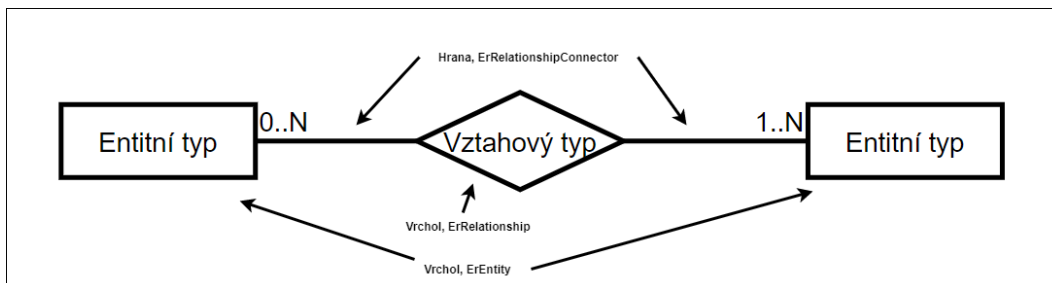 Hrana, ErRelationshipConnector
0..N
1..N
Entitní typ
Vztahový typ
Entitní typ
Vrchol, ErRelationship
Vrchol, ErEntity